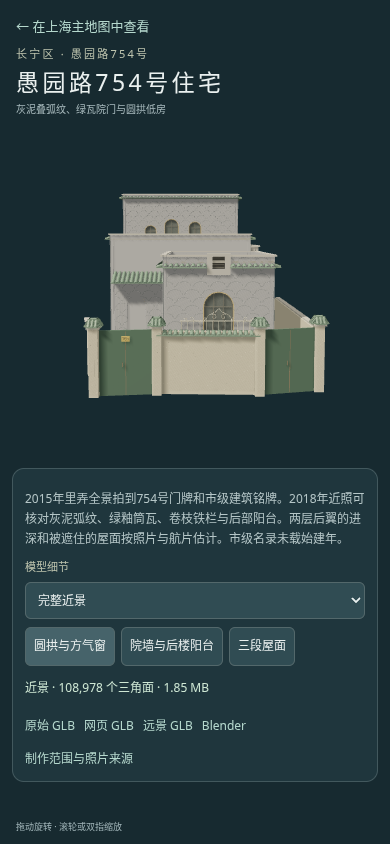 ← 在上海主地图中查看
长宁区 · 愚园路754号
愚园路754号住宅
灰泥叠弧纹、绿瓦院门与圆拱低房
2015年里弄全景拍到754号门牌和市级建筑铭牌。2018年近照可
核对灰泥弧纹、绿釉筒瓦、卷枝铁栏与后部阳台。两层后翼的进
深和被遮住的屋面按照片与航片估计。市级名录未载始建年。
模型细节
完整近景
圆拱与方气窗 院墙与后楼阳台 三段屋面
近景 · 108,978 个三角面 · 1.85 MB
原始 GLB 网页 GLB 远景 GLB Blender
制作范围与照片来源
拖动旋转 · 滚轮或双指缩放